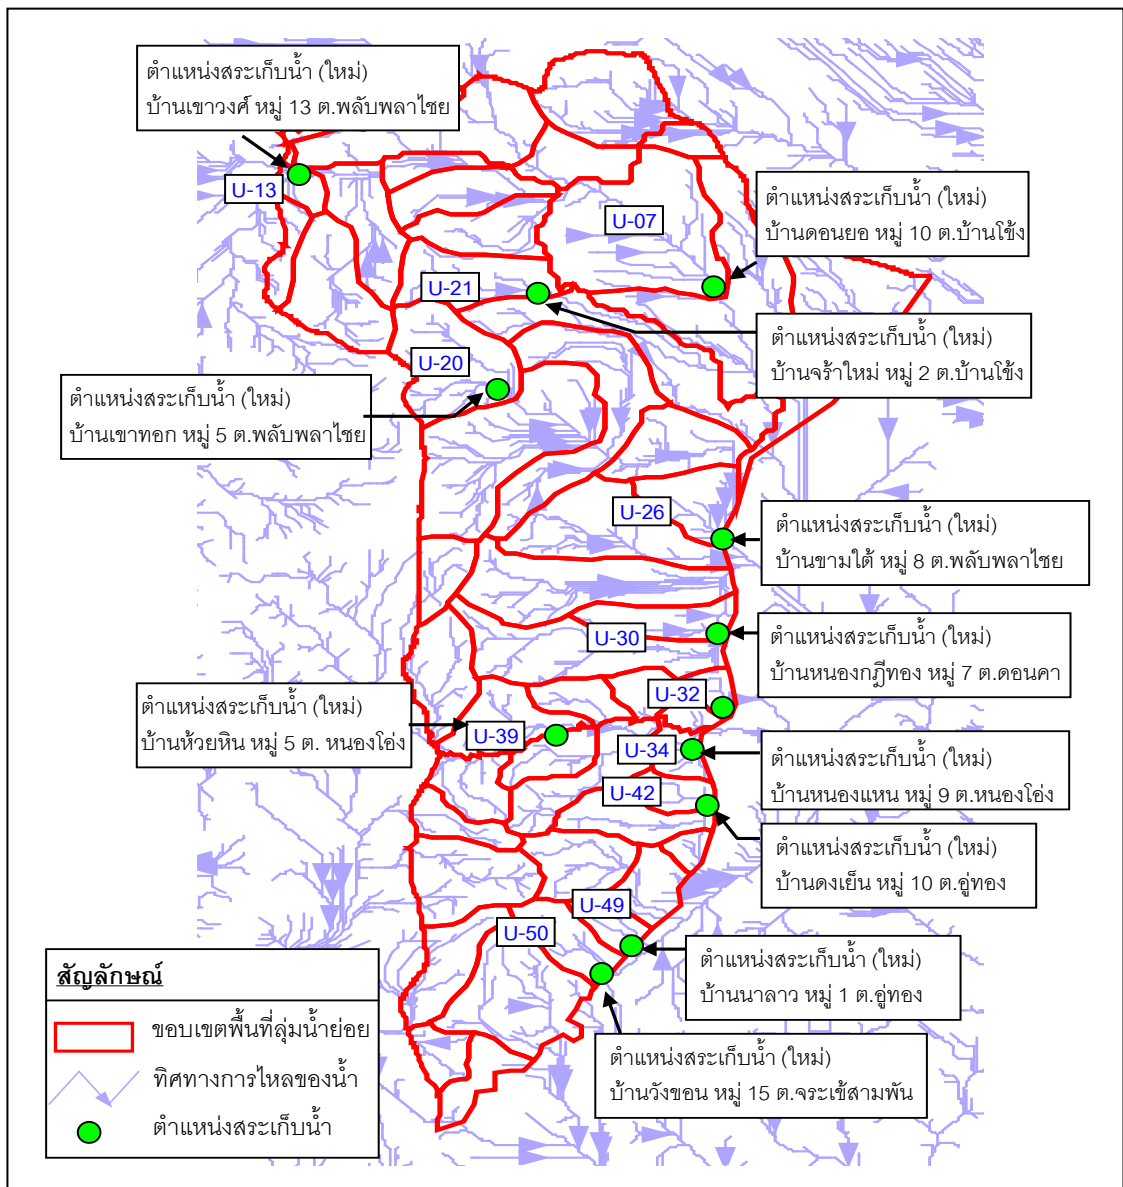 ตำแหน่งสระเก็บน้ำ (ใหม่)
บ้านเขาวงศ์ หมู่ 13 ต.พลับพลาไชย
U-13
ตำแหน่งสระเก็บน้ำ (ใหม่)
บ้านดอนยอ หมู่ 10 ต.บ้านโข้ง
U-07
U-21
ตำแหน่งสระเก็บน้ำ (ใหม่)
บ้านจร้าใหม่ หมู่ 2 ต.บ้านโข้ง
U-20
ตำแหน่งสระเก็บน้ำ (ใหม่)
บ้านเขาทอก หมู่ 5 ต.พลับพลาไชย
U-26
ตำแหน่งสระเก็บน้ำ (ใหม่)
บ้านขามใต้ หมู่ 8 ต.พลับพลาไชย
U-30
ตำแหน่งสระเก็บน้ำ (ใหม่)
บ้านหนองกฎีทอง หมู่ 7 ต.ดอนคา
U-32
ตำแหน่งสระเก็บน้ำ (ใหม่)
บ้านห้วยหิน หมู่ 5 ต. หนองโอ่ง
U-39
U-34
ตำแหน่งสระเก็บน้ำ (ใหม่)
บ้านหนองแหน หมู่ 9 ต.หนองโอ่ง
U-42
ตำแหน่งสระเก็บน้ำ (ใหม่)
บ้านดงเย็น หมู่ 10 ต.อู่ทอง
U-49
U-50
ตำแหน่งสระเก็บน้ำ (ใหม่)
บ้านนาลาว หมู่ 1 ต.อู่ทอง
ตำแหน่งสระเก็บน้ำ (ใหม่)
บ้านวังขอน หมู่ 15 ต.จระเข้สามพัน
สัญลักษณ์
ขอบเขตพื้นที่ลุ่มน้ำย่อย
ทิศทางการไหลของน้ำ
ตำแหน่งสระเก็บน้ำ